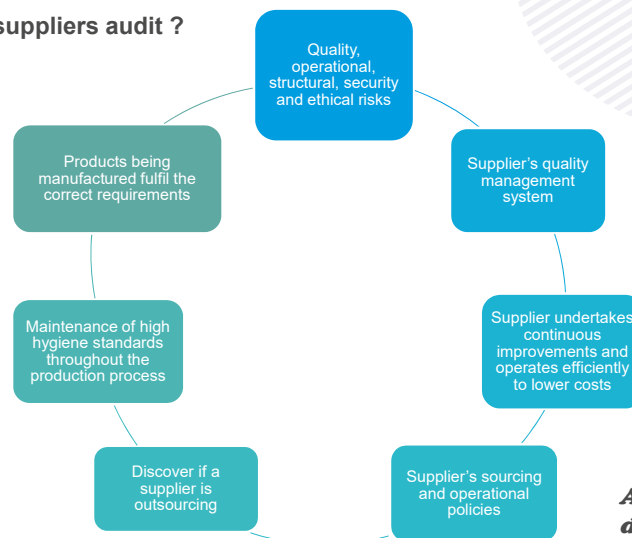 suppliers audit ?
Quality,
operational,
structural, security
and ethical risks
Supplier's quality
management
system
Supplier undertakes
continuous
improvements and
operates efficiently
to lower costs
Supplier's sourcing
and operational
policies
Discover if a
supplier is
outsourcing
Maintenance of high
hygiene standards
throughout the
production process
Products being
manufactured fulfil the
correct requirements